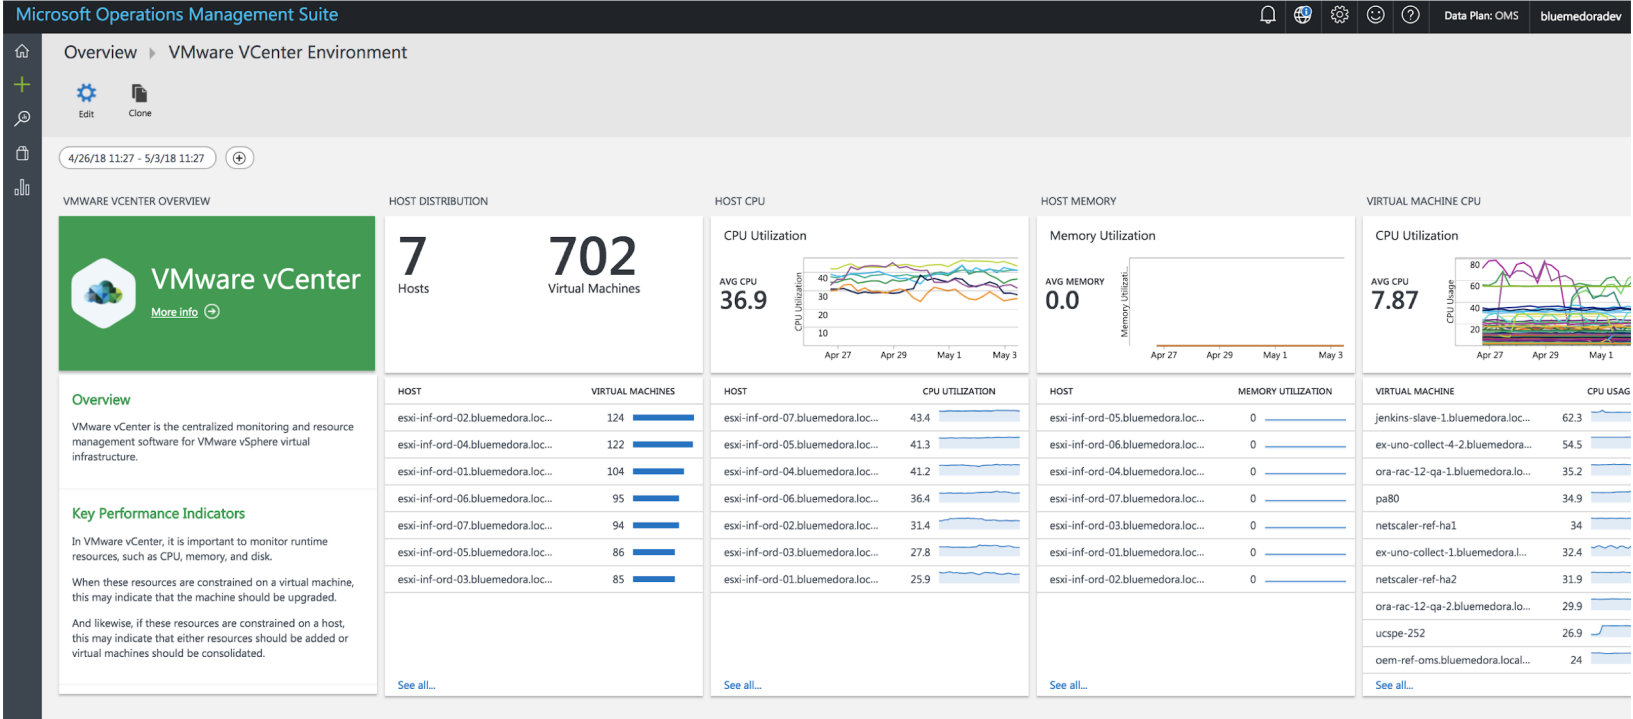 Microsoft Operations Management Suite
Data Plan: OMS
bluemedoradev
Overview
VMware VCenter Environment
Edit
Clone
4/26/18 11:27 - 5/3/18 11:27
VMWARE VCENTER OVERVIEW
VMware vCenter
More info
Overview
VMware vCenter is the centralized monitoring and resource
management software for VMware vSphere virtual
infrastructure.
Key Performance Indicators
In VMware vCenter, it is important to monitor runtime
resources, such as CPU, memory, and disk.
When these resources are constrained on a virtual machine,
this may indicate that the machine should be upgraded.
And likewise, if these resources are constrained on a host,
this may indicate that either resources should be added or
virtual machines should be consolidated.
HOST DISTRIBUTION
7
Hosts
702
Virtual Machines
HOST VIRTUAL MACHINES
esxi-inf-ord-02.bluemedora.loc... 124
esxi-inf-ord-04.bluemedora.loc... 122
esxi-inf-ord-01.bluemedora.loc... 104
esxi-inf-ord-06.bluemedora.loc... 95
esxi-inf-ord-07.bluemedora.loc... 94
esxi-inf-ord-05.bluemedora.loc... 86
esxi-inf-ord-03.bluemedora.loc... 85
See all...
HOST CPU
CPU Utilization
AVG CPU
36.9
CPU Utilization
40
30
20
10
Apr 27 Apr 29 May 1 May 3
HOST CPU UTILIZATION
esxi-inf-ord-07.bluemedora.loc... 43.4
esxi-inf-ord-05.bluemedora.loc... 41.3
esxi-inf-ord-04.bluemedora.loc... 41.2
esxi-inf-ord-06.bluemedora.loc... 36.4
esxi-inf-ord-02.bluemedora.loc... 31.4
esxi-inf-ord-03.bluemedora.loc... 27.8
esxi-inf-ord-01.bluemedora.loc... 25.9
See all...
HOST MEMORY
Memory Utilization
AVG MEMORY
0.0
Memory Utilizati...
Apr 27 Apr 29 May 1 May 3
HOST MEMORY UTILIZATION
esxi-inf-ord-05.bluemedora.loc... 0
esxi-inf-ord-06.bluemedora.loc... 0
esxi-inf-ord-04.bluemedora.loc... 0
esxi-inf-ord-07.bluemedora.loc... 0
esxi-inf-ord-03.bluemedora.loc... 0
esxi-inf-ord-01.bluemedora.loc... 0
esxi-inf-ord-02.bluemedora.loc... 0
See all...
VIRTUAL MACHINE CPU
CPU Utilization
AVG CPU
7.87
CPU Usage
80
60
40
20
Apr 27 Apr 29 May 1
VIRTUAL MACHINE CPU USAG
jenkins-slave-1.bluemedora.loc... 62.3
ex-uno-collect-4-2.bluemedora... 54.5
ora-rac-12-qa-1.bluemedora.lo... 35.2
pa80 34.9
netscaler-ref-ha1 34
ex-uno-collect-1.bluemedora.l... 32.4
netscaler-ref-ha2 31.9
ora-rac-12-qa-2.bluemedora.lo... 29.9
ucspe-252 26.9
oem-ref-oms.bluemedora.local... 24
See all...